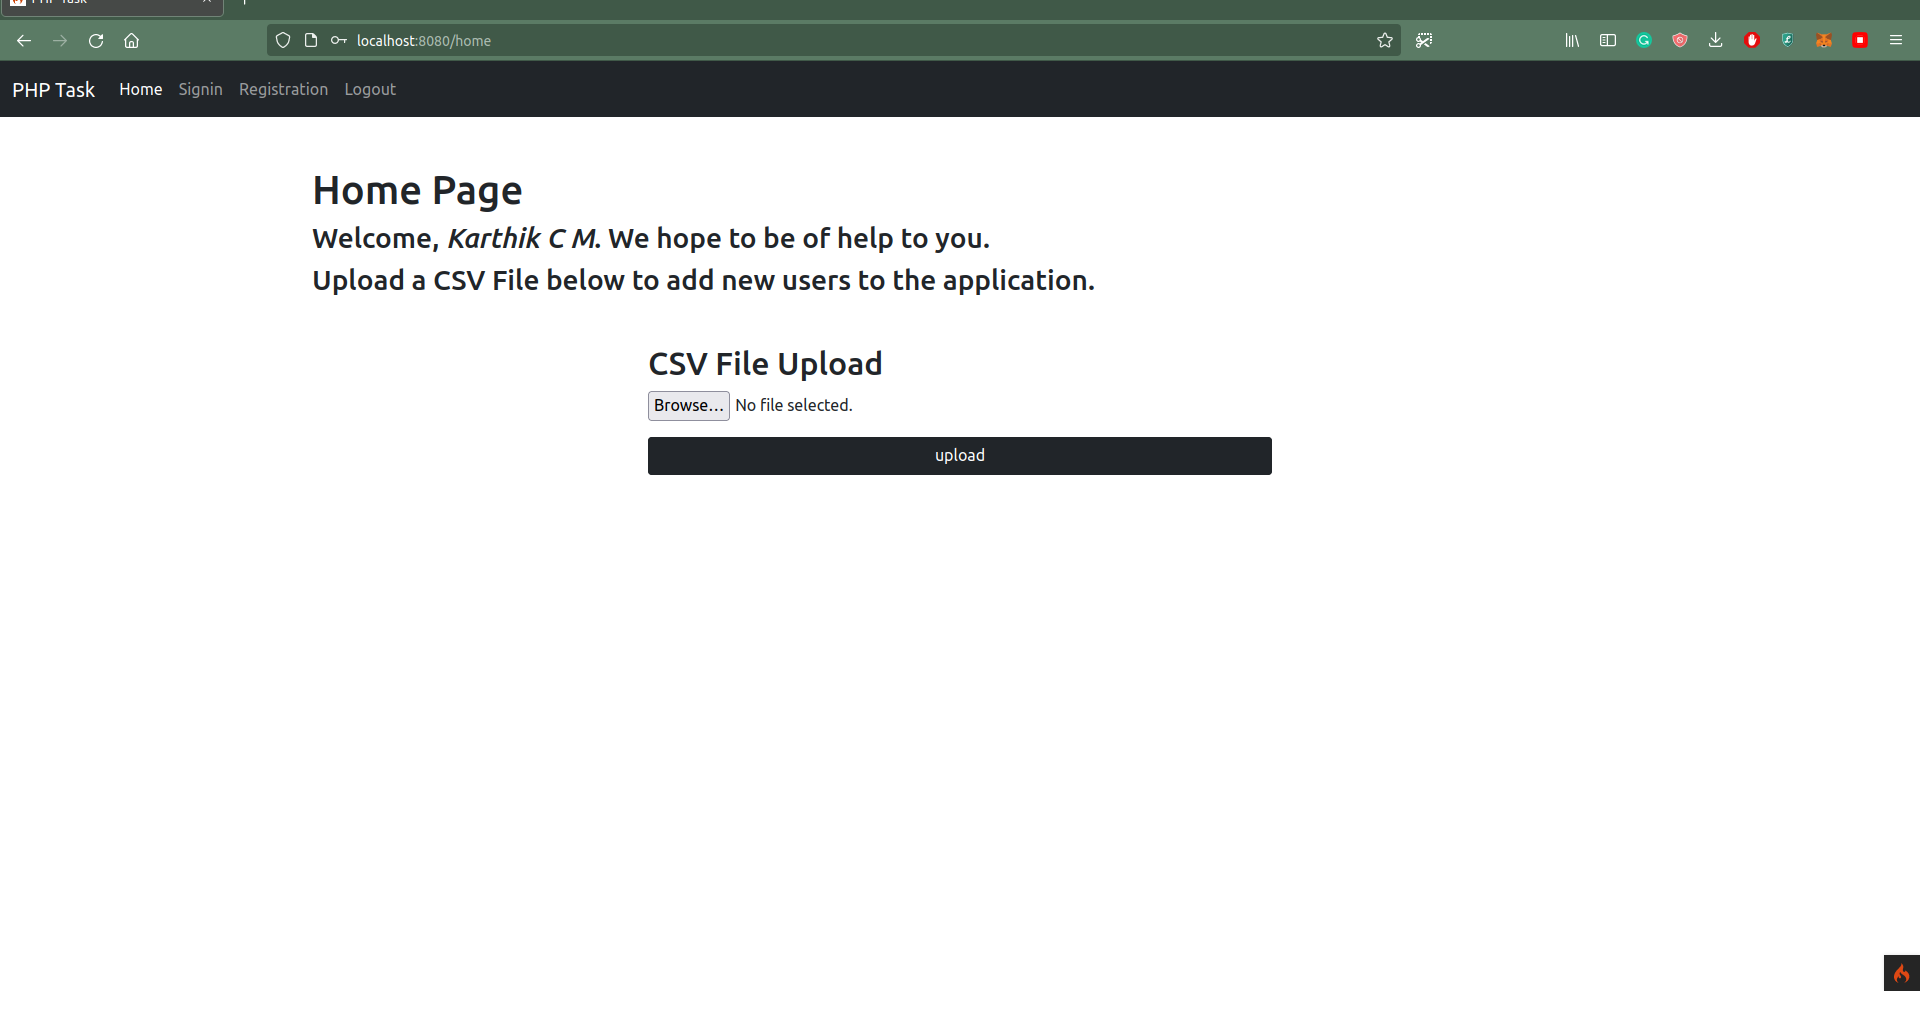 PHP Task
localhost:8080/home
PHP Task Home Signin Registration Logout
Home Page
Welcome, Karthik C M. We hope to be of help to you.
Upload a CSV File below to add new users to the application.
CSV File Upload
Browse... No file selected.
upload